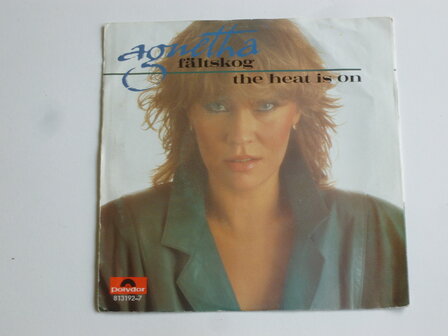 agnetha
fältskog
the heat is on
Polydor
813192-7